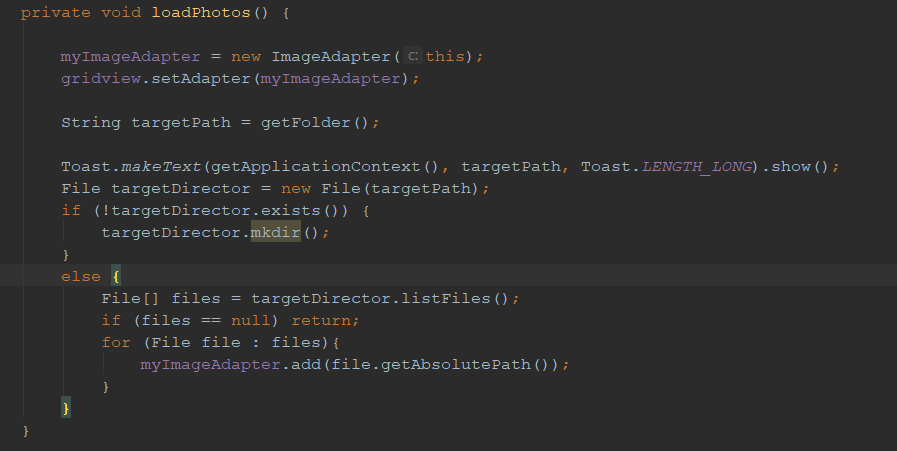 private void loadPhotos() {
myImageAdapter = new ImageAdapter( C: this);
gridview.setAdapter(myImageAdapter);
String targetPath = getFolder();
Toast.makeText(getApplicationContext(), targetPath, Toast.LENGTH_LONG).show();
File targetDirector = new File(targetPath);
if (!targetDirector.exists()) {
targetDirector.mkdir();
}
else {
File[] files = targetDirector.listFiles();
if (files == null) return;
for (File file : files){
myImageAdapter.add(file.getAbsolutePath());
}
}
}